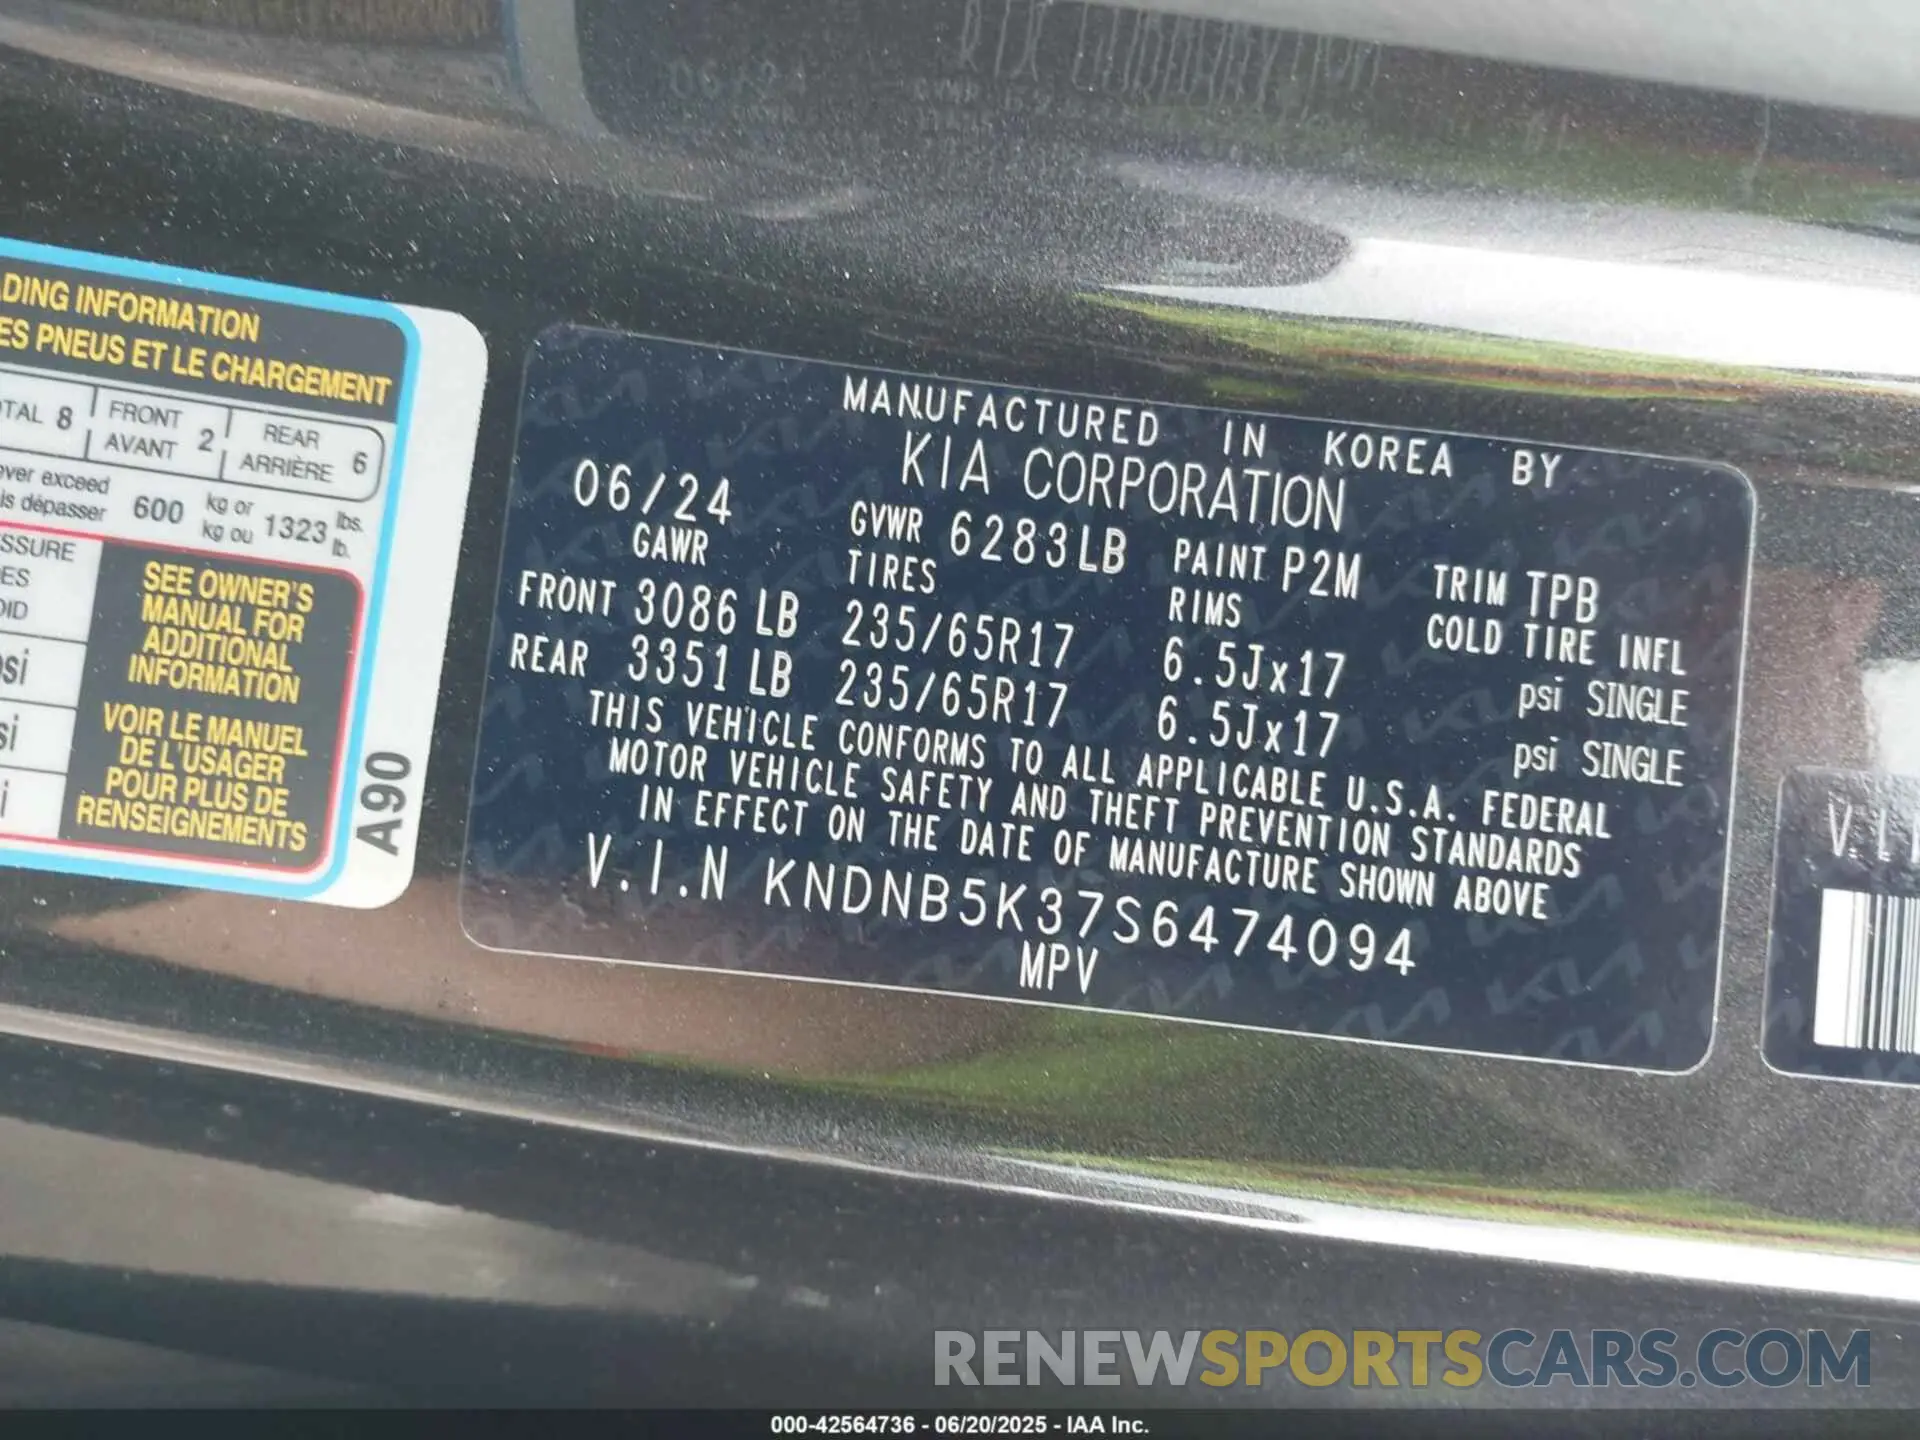 DING INFORMATION
ES PNEUS ET LE CHARGEMENT
TAL 8 FRONT AVANT 2 REAR ARRIÈRE 6
ver exceed
is dépasser 600 kg or kg ou 1323 lbs. lb.
SSURE
ES
OID
psi
si
i
SEE OWNER'S
MANUAL FOR
ADDITIONAL
INFORMATION
VOIR LE MANUEL
DE L'USAGER
POUR PLUS DE
RENSEIGNEMENTS
A90
MANUFACTURED IN KOREA BY
KIA CORPORATION
06/24 GVWR 6283LB PAINT P2M TRIM TPB
GAWR TIRES RIMS COLD TIRE INFL
FRONT 3086 LB 235/65R17 6.5Jx17 psi SINGLE
REAR 3351 LB 235/65R17 6.5Jx17 psi SINGLE
THIS VEHICLE CONFORMS TO ALL APPLICABLE U.S.A. FEDERAL
MOTOR VEHICLE SAFETY AND THEFT PREVENTION STANDARDS
IN EFFECT ON THE DATE OF MANUFACTURE SHOWN ABOVE
V.I.N KNDNB5K37S6474094
MPV
V.I
RENEWSPORTSCARS.COM
000-42564736 - 06/20/2025 - IAA Inc.